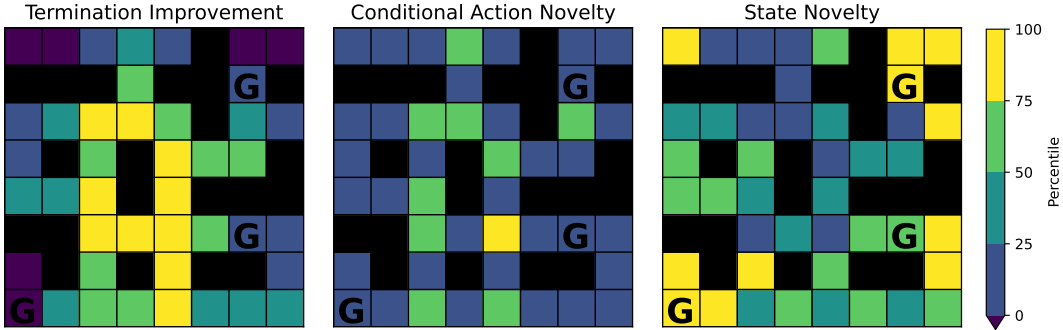 Termination Improvement
Conditional Action Novelty
State Novelty
G
G
G
G
G
G
G
G
G
100
75
50
25
0
Percentile